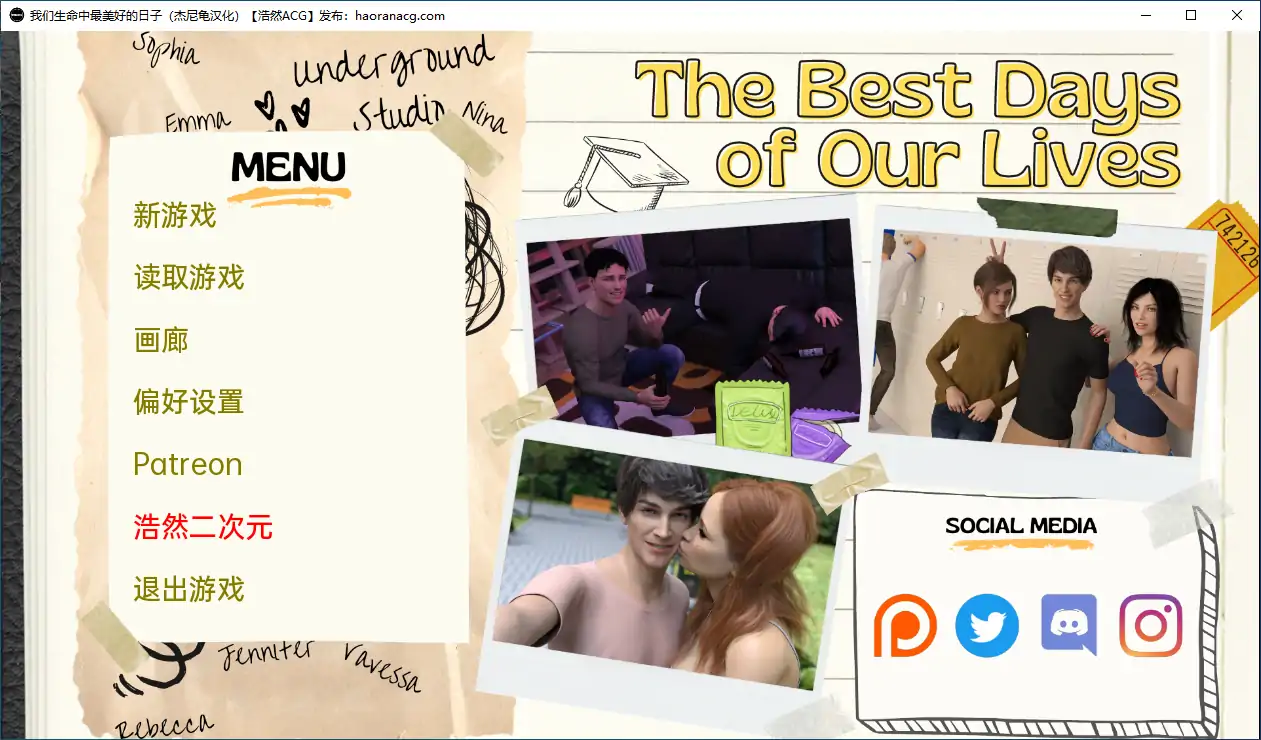 我们生命中最美好的日子（杰尼龟汉化）【浩然ACG】发布：haoranacg.com
Sophia
underground
Studio
Emma
Nina
MENU
新游戏
读取游戏
画廊
偏好设置
Patreon
浩然二次元
退出游戏
Jennifer
Vavessa
Rebecca
The Best Days
of Our Lives
742126
SOCIAL MEDIA